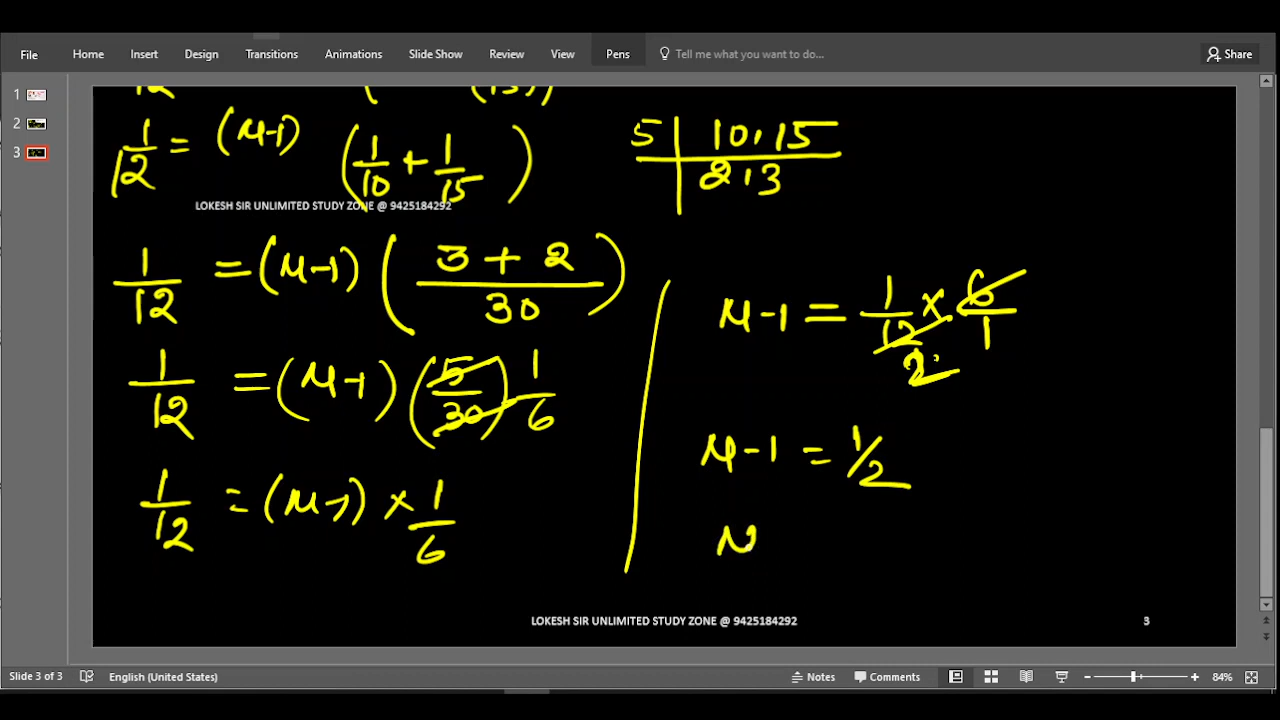 File Home Insert Design Transitions Animations Slide Show Review View Pens Tell me what you want to do... Share
1
2
3
1/12 = (μ-1) (1/10 + 1/15)
5 | 10, 15
2, 3
LOKESH SIR UNLIMITED STUDY ZONE @ 9425184292
1/12 = (μ-1) ( 3 + 2 / 30 )
1/12 = (μ-1) (5/30) 1/6
1/12 = (μ-1) × 1/6
μ-1 = 1/12 × 6/1
2
μ-1 = 1/2
μ
LOKESH SIR UNLIMITED STUDY ZONE @ 9425184292 3
Slide 3 of 3 English (United States) Notes Comments 84%